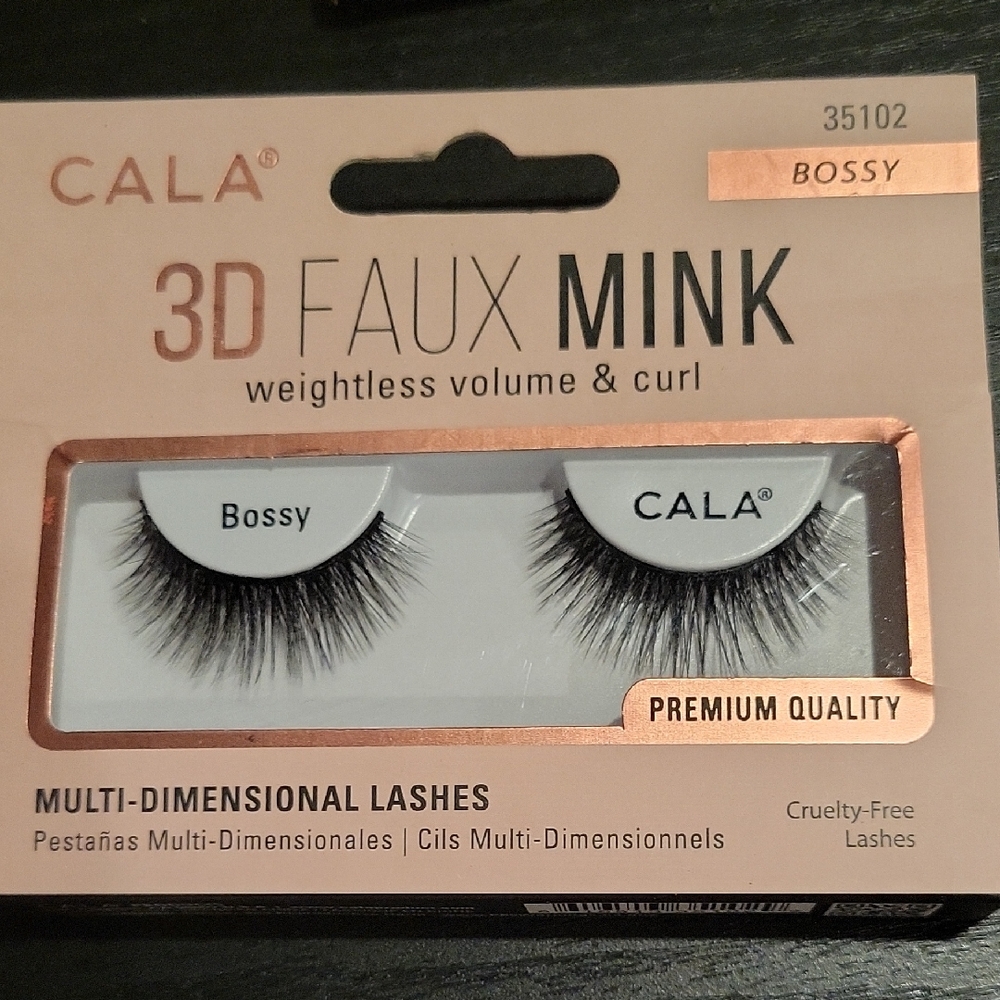 35102
CALA®
BOSSY
3D FAUX MINK
weightless volume & curl
Bossy
CALA®
PREMIUM QUALITY
MULTI-DIMENSIONAL LASHES
Pestañas Multi-Dimensionales | Cils Multi-Dimensionnels
Cruelty-Free
Lashes